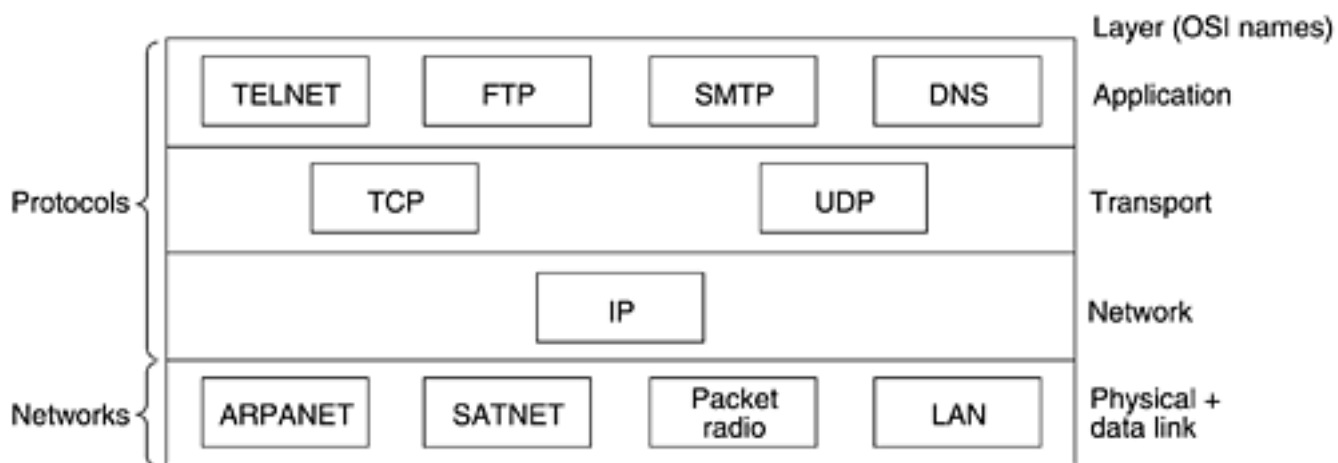 Layer (OSI names)
TELNET FTP SMTP DNS Application
Protocols TCP UDP Transport
IP Network
Networks ARPANET SATNET Packet radio LAN Physical + data link